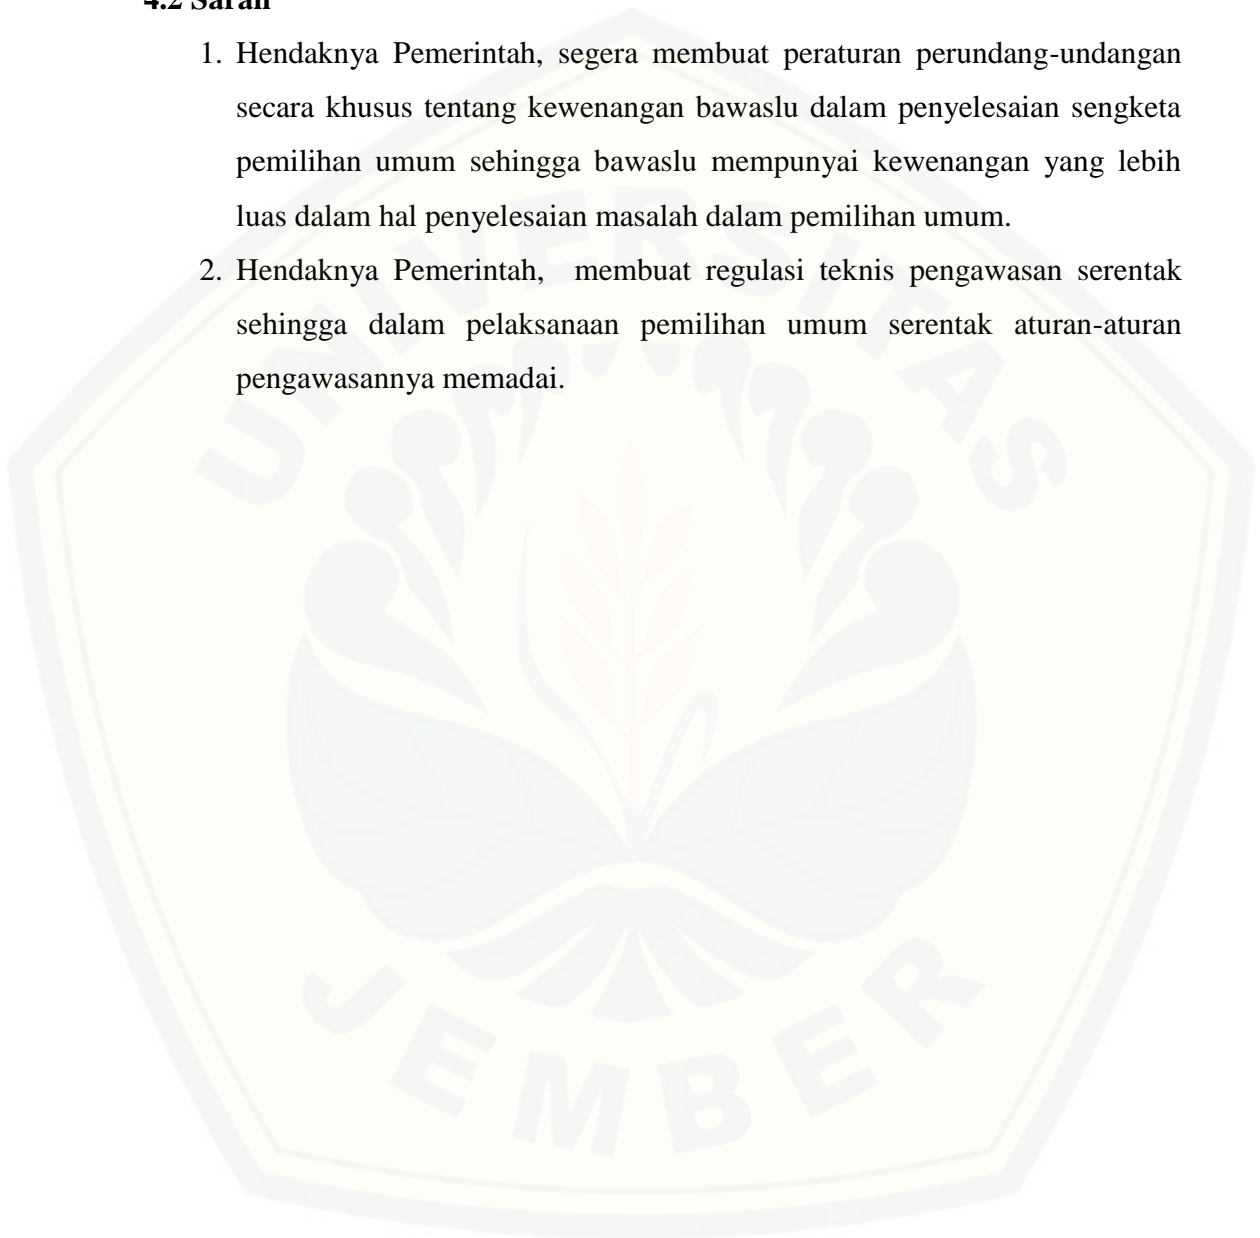 4.2 Saran
1. Hendaknya Pemerintah, segera membuat peraturan perundang-undangan
secara khusus tentang kewenangan bawaslu dalam penyelesaian sengketa
pemilihan umum sehingga bawaslu mempunyai kewenangan yang lebih
luas dalam hal penyelesaian masalah dalam pemilihan umum.
2. Hendaknya Pemerintah, membuat regulasi teknis pengawasan serentak
sehingga dalam pelaksanaan pemilihan umum serentak aturan-aturan
pengawasannya memadai.
UNIVERSITAS
JEMBER